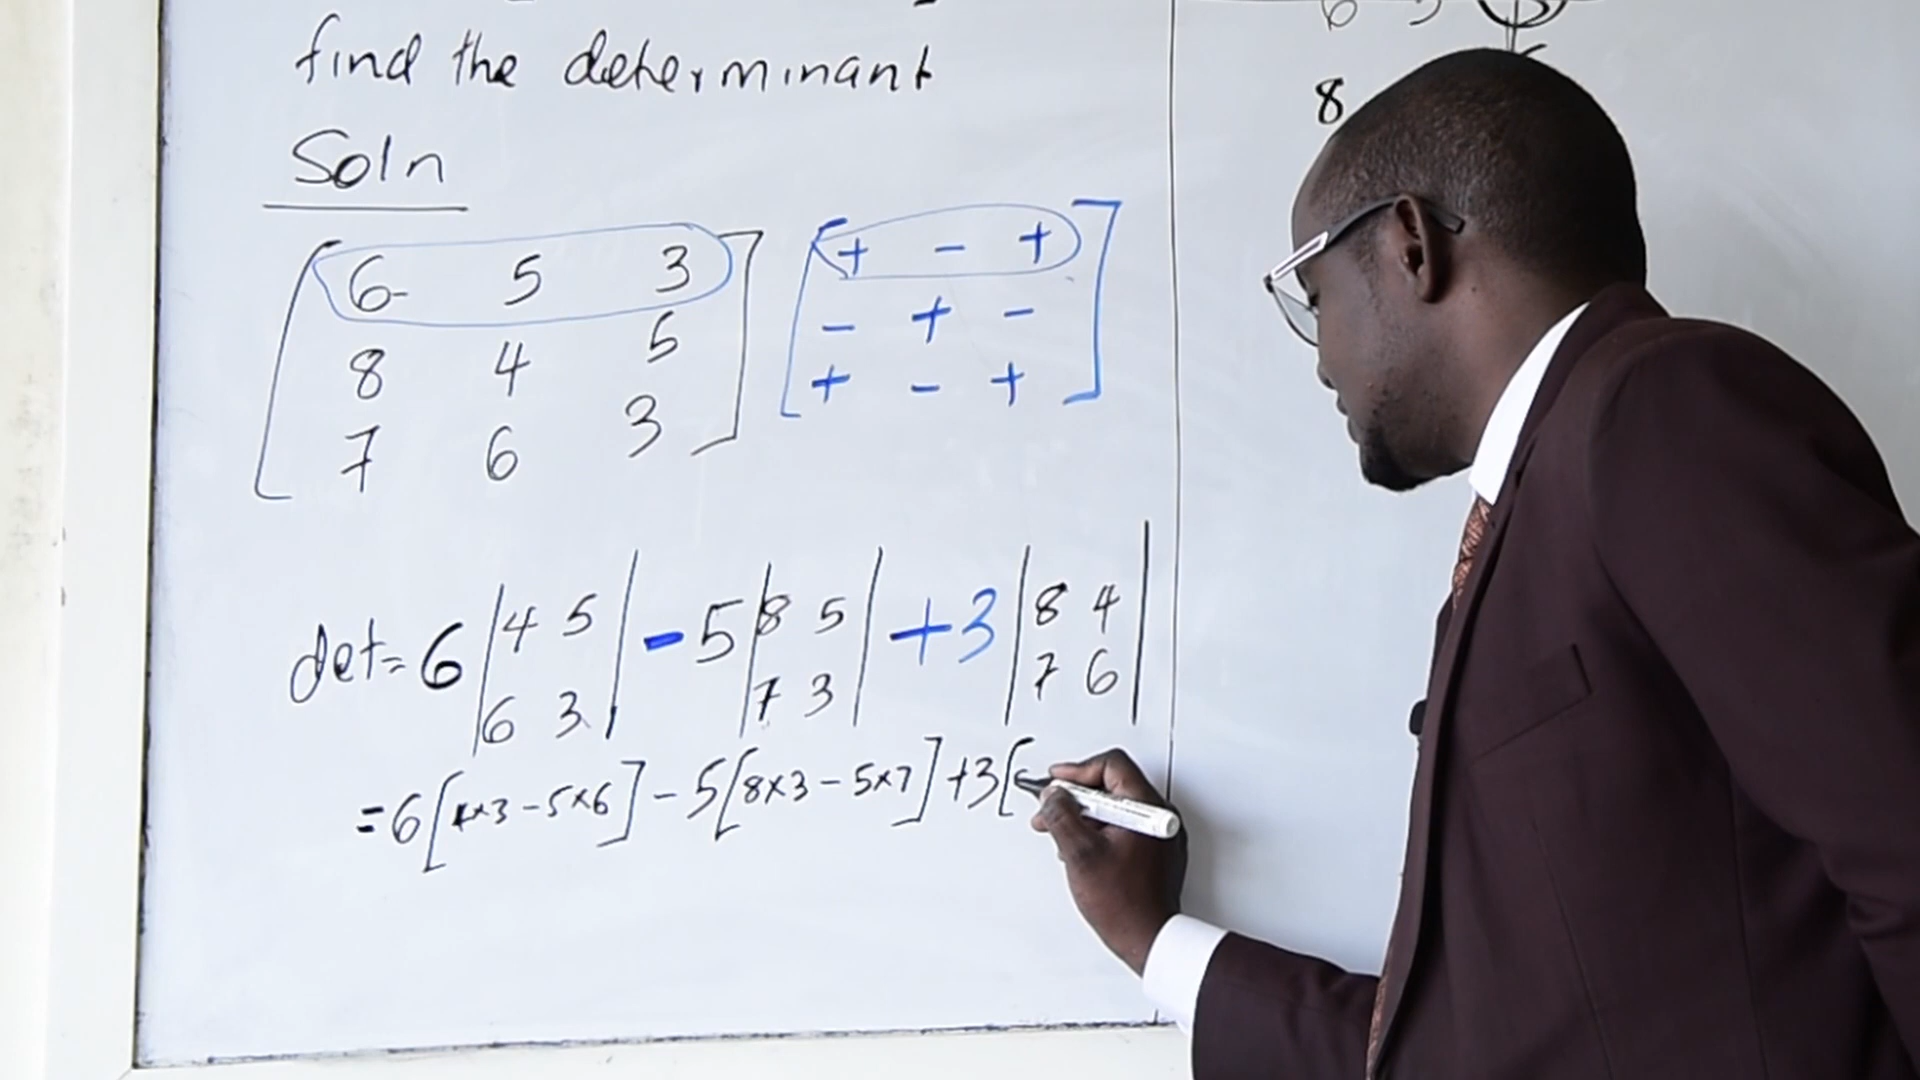 find the determinant
Soln
6 5 3
8 4 5
7 6 3
+ - +
- + -
+ - +
det = 6 |4 5| - 5 |8 5| + 3 |8 4|
|6 3| |7 3| |7 6|
= 6[4×3 - 5×6] - 5[8×3 - 5×7] + 3[
8